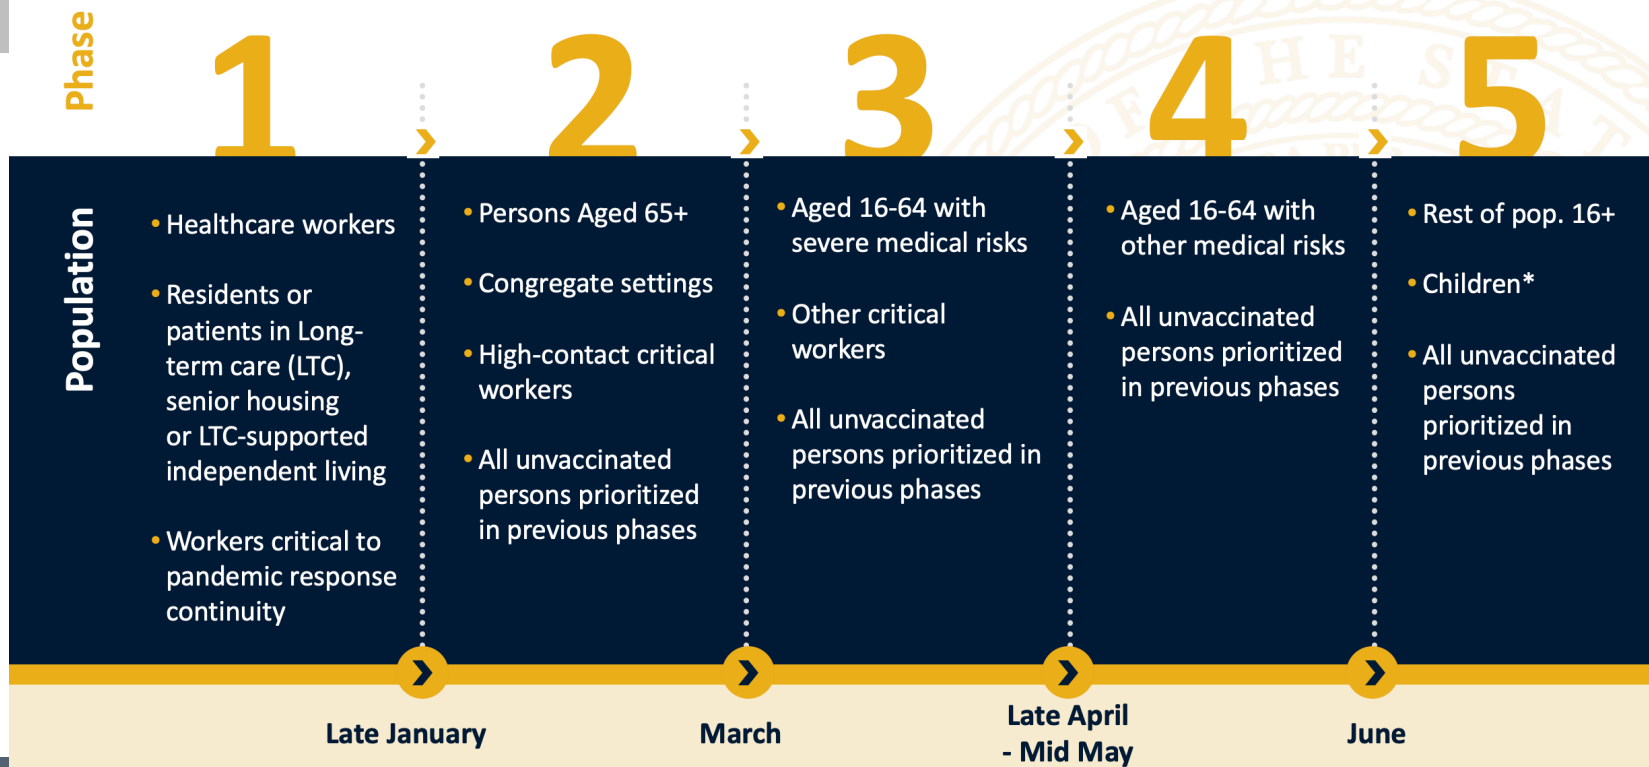 Phase
1
2
3
4
5
Population
• Healthcare workers
• Residents or
patients in Long-
term care (LTC),
senior housing
or LTC-supported
independent living
• Workers critical to
pandemic response
continuity
• Persons Aged 65+
• Congregate settings
• High-contact critical
workers
• All unvaccinated
persons prioritized
in previous phases
• Aged 16-64 with
severe medical risks
• Other critical
workers
• All unvaccinated
persons prioritized in
previous phases
• Aged 16-64 with
other medical risks
• All unvaccinated
persons prioritized
in previous phases
• Rest of pop. 16+
• Children*
• All unvaccinated
persons
prioritized in
previous phases
Late January
March
Late April
- Mid May
June